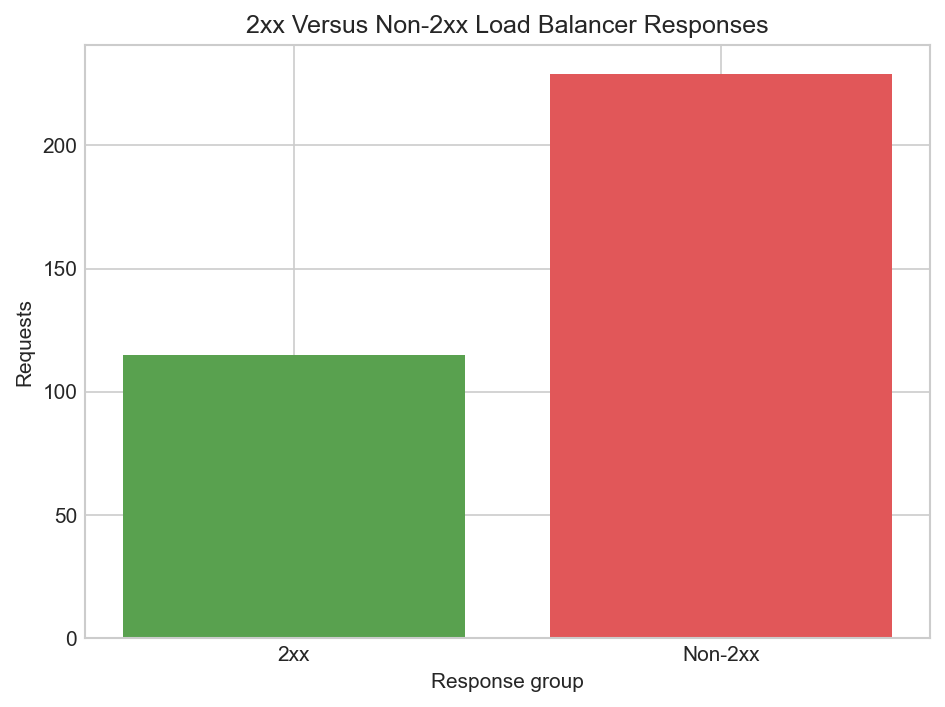 2xx Versus Non-2xx Load Balancer Responses
200
150
100
50
0
Requests
2xx
Non-2xx
Response group